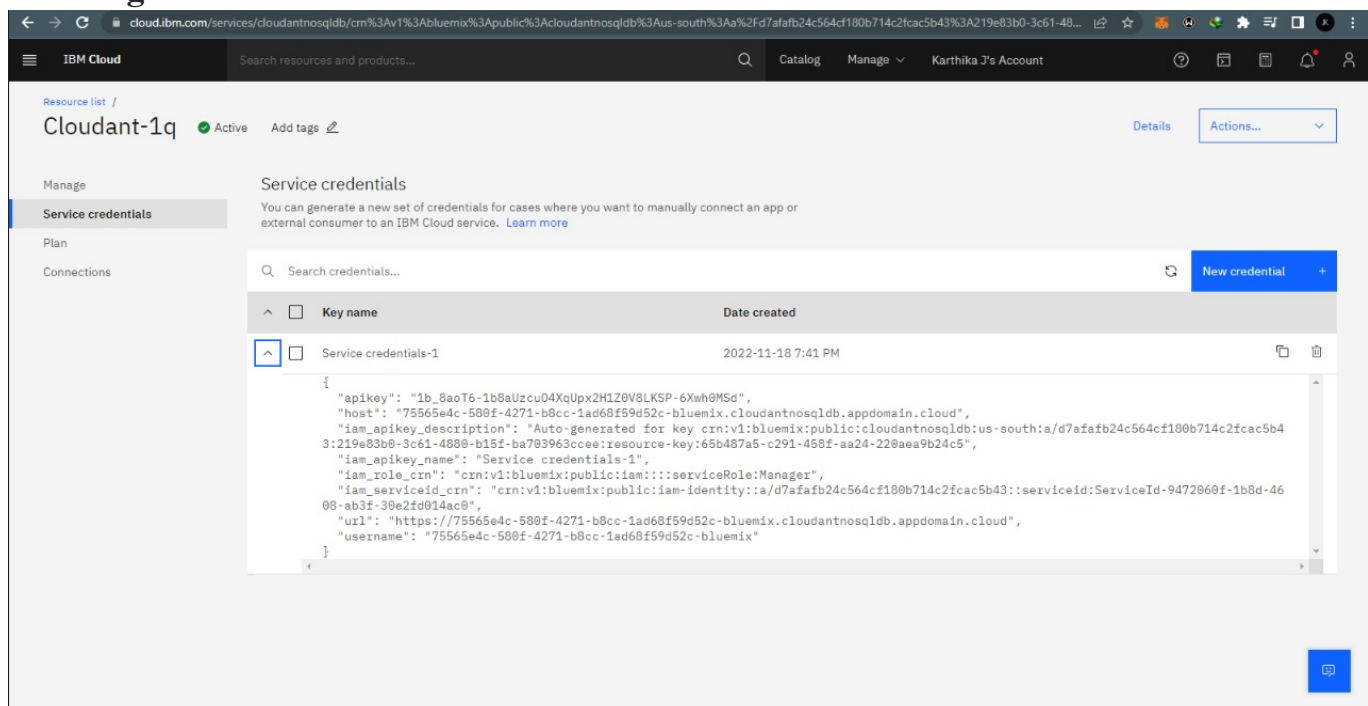 cloud.ibm.com/services/cloudantnosqldb/crn%3Av1%3Abluemix%3Apublic%3Acloudantnosqldb%3Aus-south%3Aa%2Fd7afafb24c564cf180b714c2fcac5b43%3A219e83b0-3c61-48...
IBM Cloud Search resources and products... Catalog Manage Karthika J's Account
Resource list /
Cloudant-1q Active Add tags Details Actions...
Manage
Service credentials
Plan
Connections
Service credentials
You can generate a new set of credentials for cases where you want to manually connect an app or
external consumer to an IBM Cloud service. Learn more
Search credentials... New credential +
Key name Date created
Service credentials-1 2022-11-18 7:41 PM
{
"apikey": "1b_8aoT6-1b8aUzcuO4XqUpx2H1Z0V8LKSP-6Xwh0MSd",
"host": "75565e4c-580f-4271-b8cc-1ad68f59d52c-bluemix.cloudantnosqldb.appdomain.cloud",
"iam_apikey_description": "Auto-generated for key crn:v1:bluemix:public:cloudantnosqldb:us-south:a/d7afafb24c564cf180b714c2fcac5b4
3:219e83b0-3c61-4880-b15f-ba703963ccee:resource-key:65b487a5-c291-458f-aa24-220aea9b24c5",
"iam_apikey_name": "Service credentials-1",
"iam_role_crn": "crn:v1:bluemix:public:iam::::serviceRole:Manager",
"iam_serviceid_crn": "crn:v1:bluemix:public:iam-identity::a/d7afafb24c564cf180b714c2fcac5b43::serviceid:ServiceId-9472060f-1b8d-46
08-ab3f-30e2fd014ac0",
"url": "https://75565e4c-580f-4271-b8cc-1ad68f59d52c-bluemix.cloudantnosqldb.appdomain.cloud",
"username": "75565e4c-580f-4271-b8cc-1ad68f59d52c-bluemix"
}